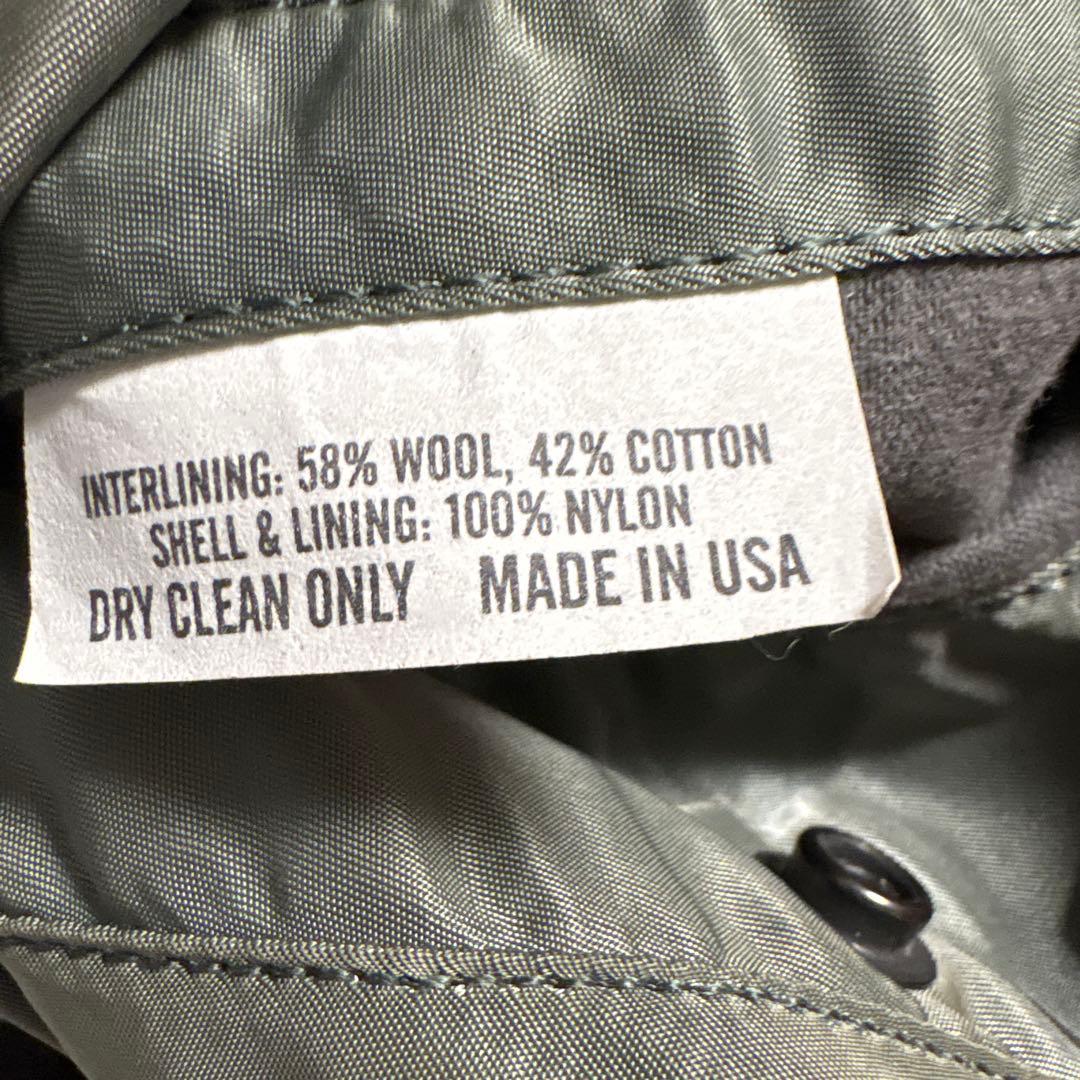 INTERLINING: 58% WOOL, 42% COTTON
SHELL & LINING: 100% NYLON
DRY CLEAN ONLY MADE IN USA